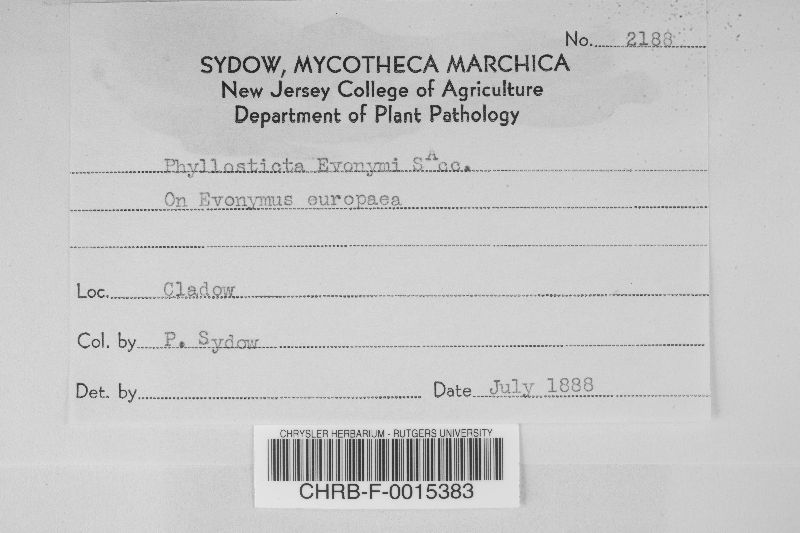 No. 2188
SYDOW, MYCOTHECA MARCHICA
New Jersey College of Agriculture
Department of Plant Pathology
Phyllosticta Evonymi SAcc.
On Evonymus europaea
Loc. Cladow
Col. by P. Sydow
Det. by Date July 1888
CHRYSLER HERBARIUM - RUTGERS UNIVERSITY
CHRB-F-0015383